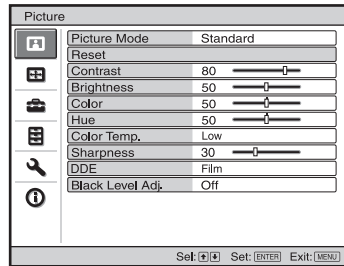 Picture
Picture Mode Standard
Reset
Contrast 80
Brightness 50
Color 50
Hue 50
Color Temp. Low
Sharpness 30
DDE Film
Black Level Adj. Off
Sel: Set: ENTER Exit: MENU